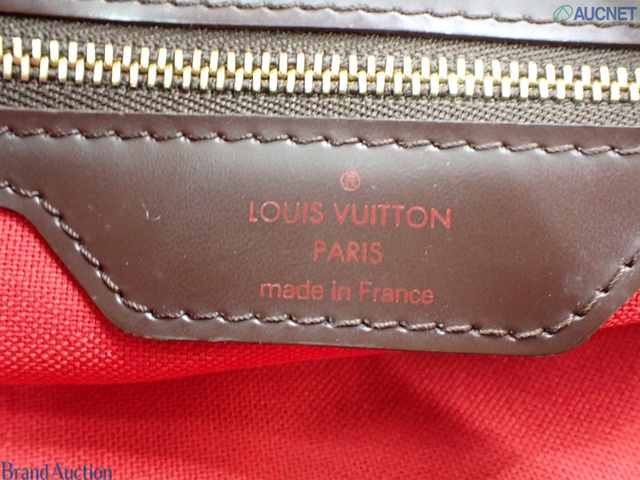 AUCNET
®
LOUIS VUITTON
PARIS
made in France
Brand Auction